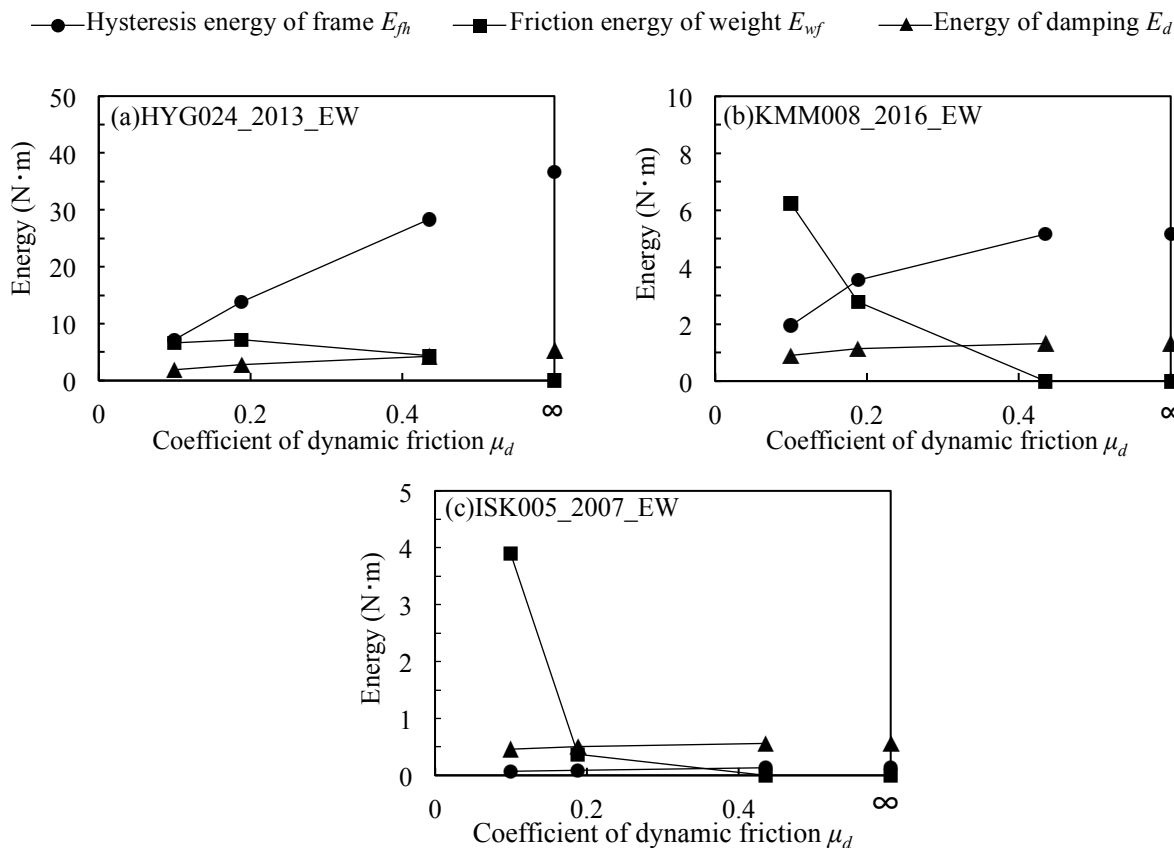 Hysteresis energy of frame E_fh Friction energy of weight E_wf Energy of damping E_d
(a)HYG024_2013_EW
50
40
30
20
10
0
Energy (N·m)
0 0.2 0.4 ∞
Coefficient of dynamic friction μ_d
(b)KMM008_2016_EW
10
8
6
4
2
0
Energy (N·m)
0 0.2 0.4 ∞
Coefficient of dynamic friction μ_d
(c)ISK005_2007_EW
5
4
3
2
1
0
Energy (N·m)
0 0.2 0.4 ∞
Coefficient of dynamic friction μ_d